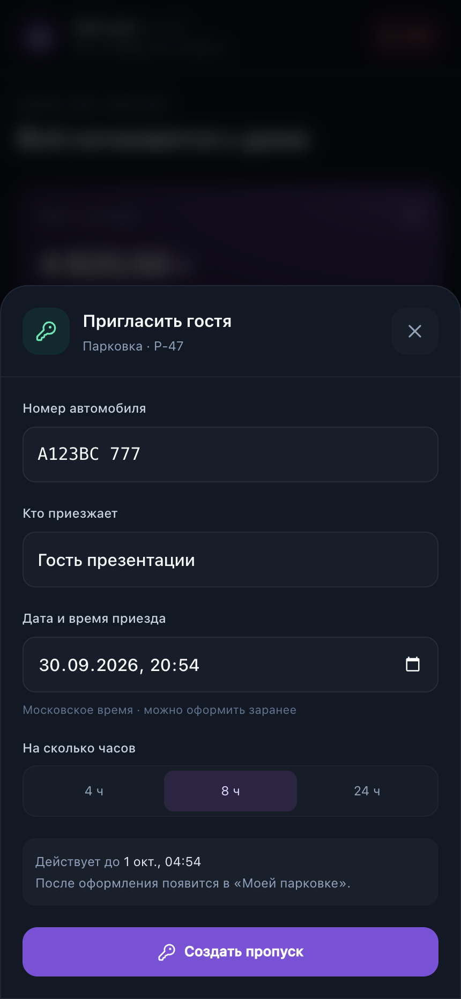 Пригласить гостя
Парковка · Р-47
Номер автомобиля
А123ВС 777
Кто приезжает
Гость презентации
Дата и время приезда
30.09.2026, 20:54
Московское время · можно оформить заранее
На сколько часов
4 ч
8 ч
24 ч
Действует до 1 окт., 04:54
После оформления появится в «Моей парковке».
Создать пропуск